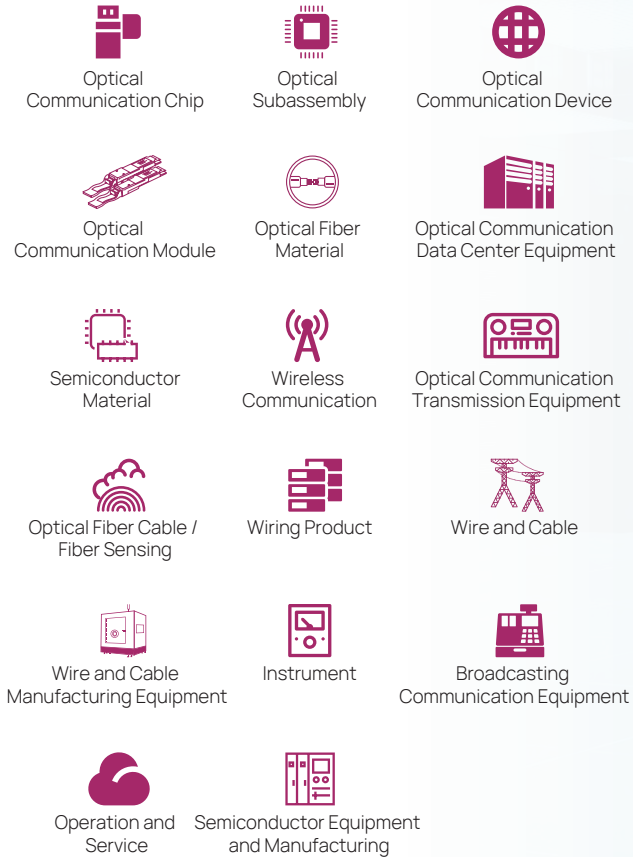 Optical
Communication Chip
Optical
Subassembly
Optical
Communication Device
Optical
Communication Module
Optical Fiber
Material
Optical Communication
Data Center Equipment
Semiconductor
Material
Wireless
Communication
Optical Communication
Transmission Equipment
Optical Fiber Cable /
Fiber Sensing
Wiring Product
Wire and Cable
Wire and Cable
Manufacturing Equipment
Instrument
Broadcasting
Communication Equipment
Operation and
Service
Semiconductor Equipment
and Manufacturing